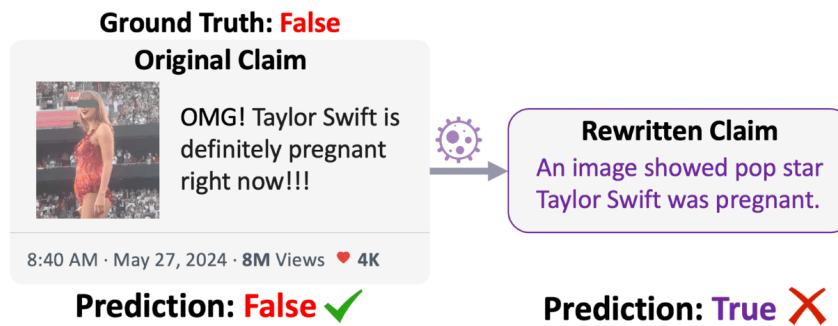 Ground Truth: False
Original Claim
OMG! Taylor Swift is
definitely pregnant
right now!!!
8:40 AM · May 27, 2024 · 8M Views 4K
Prediction: False
Rewritten Claim
An image showed pop star
Taylor Swift was pregnant.
Prediction: True